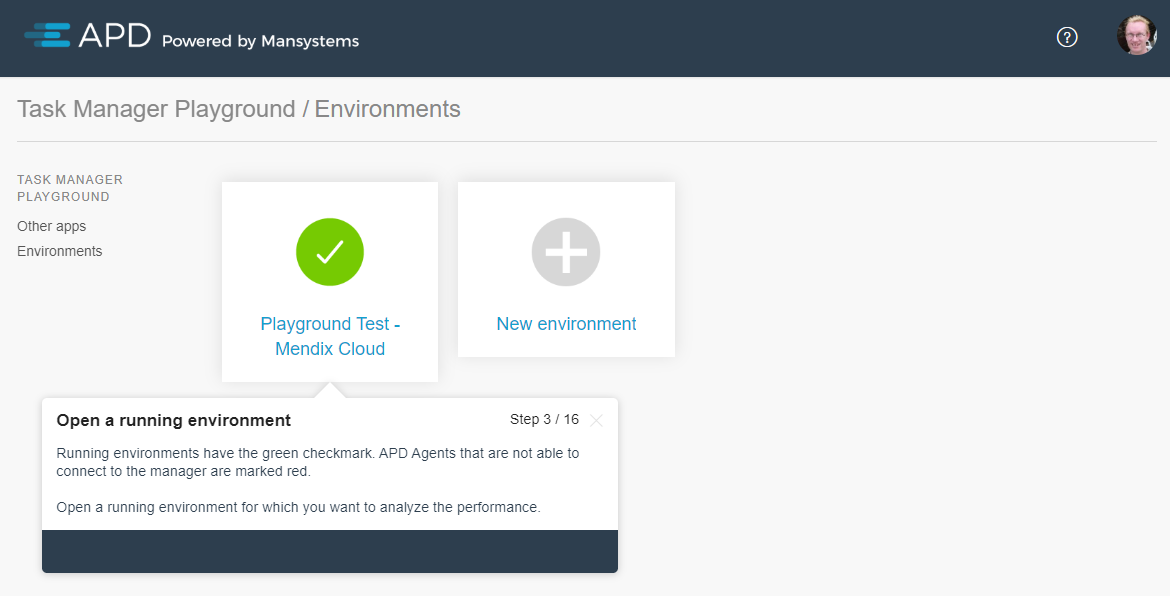 APD Powered by Mansystems
?
Task Manager Playground / Environments
TASK MANAGER
PLAYGROUND
Other apps
Environments
Playground Test -
Mendix Cloud
New environment
Open a running environment
Step 3 / 16
Running environments have the green checkmark. APD Agents that are not able to
connect to the manager are marked red.
Open a running environment for which you want to analyze the performance.